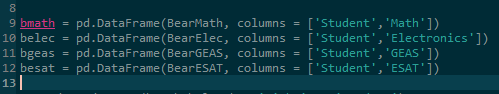 8
9 bmath = pd.DataFrame(BearMath, columns = ['Student','Math'])
10 belec = pd.DataFrame(BearElec, columns = ['Student','Electronics'])
11 bgeas = pd.DataFrame(BearGEAS, columns = ['Student','GEAS'])
12 besat = pd.DataFrame(BearESAT, columns = ['Student','ESAT'])
13